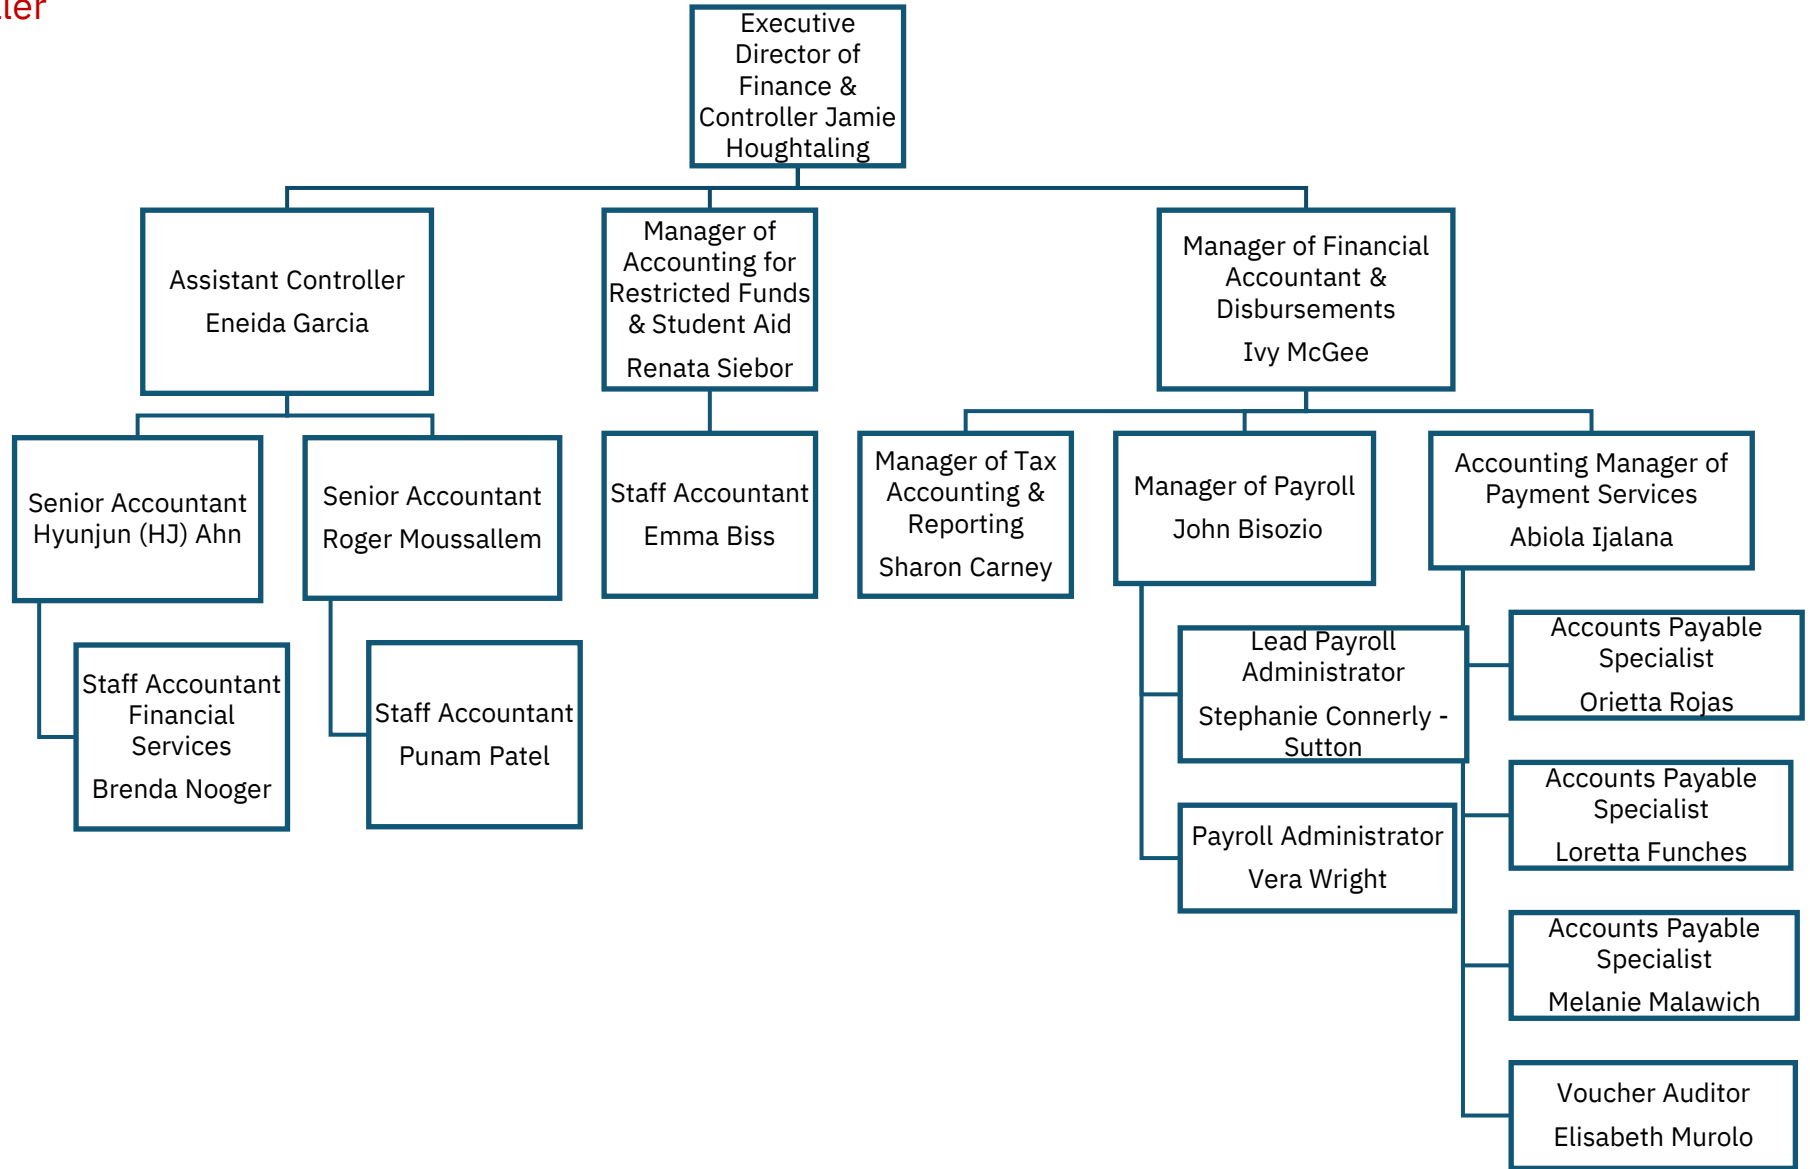 Executive
Director of
Finance &
Controller Jamie
Houghtaling
Assistant Controller
Eneida Garcia
Manager of
Accounting for
Restricted Funds
& Student Aid
Renata Siebor
Manager of Financial
Accountant &
Disbursements
Ivy McGee
Senior Accountant
Hyunjun (HJ) Ahn
Senior Accountant
Roger Moussallem
Staff Accountant
Emma Biss
Manager of Tax
Accounting &
Reporting
Sharon Carney
Manager of Payroll
John Bisozio
Accounting Manager of
Payment Services
Abiola Ijalana
Staff Accountant
Financial
Services
Brenda Nooger
Staff Accountant
Punam Patel
Lead Payroll
Administrator
Stephanie Connerly -
Sutton
Payroll Administrator
Vera Wright
Accounts Payable
Specialist
Orietta Rojas
Accounts Payable
Specialist
Loretta Funches
Accounts Payable
Specialist
Melanie Malawich
Voucher Auditor
Elisabeth Murolo